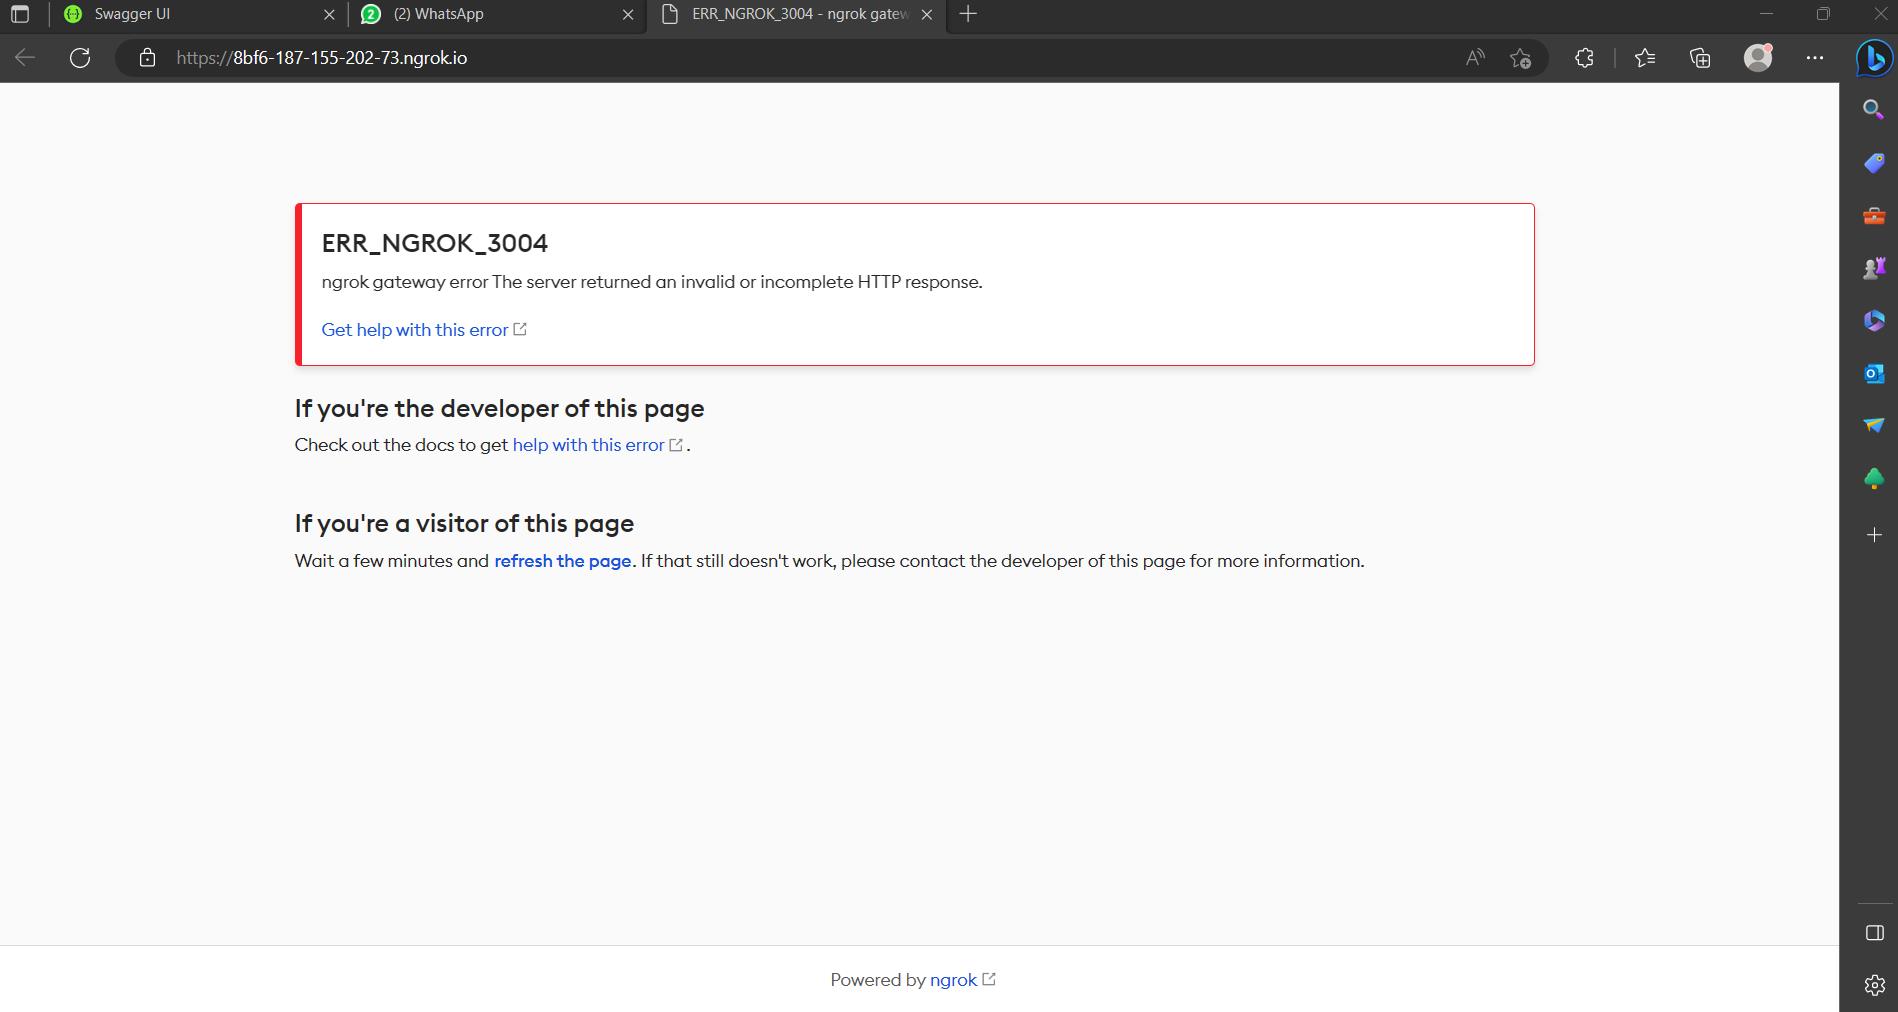 Swagger UI
2
(2) WhatsApp
ERR_NGROK_3004 - ngrok gatew
https://8bf6-187-155-202-73.ngrok.io
ERR_NGROK_3004
ngrok gateway error The server returned an invalid or incomplete HTTP response.
Get help with this error
If you're the developer of this page
Check out the docs to get help with this error .
If you're a visitor of this page
Wait a few minutes and refresh the page. If that still doesn't work, please contact the developer of this page for more information.
Powered by ngrok